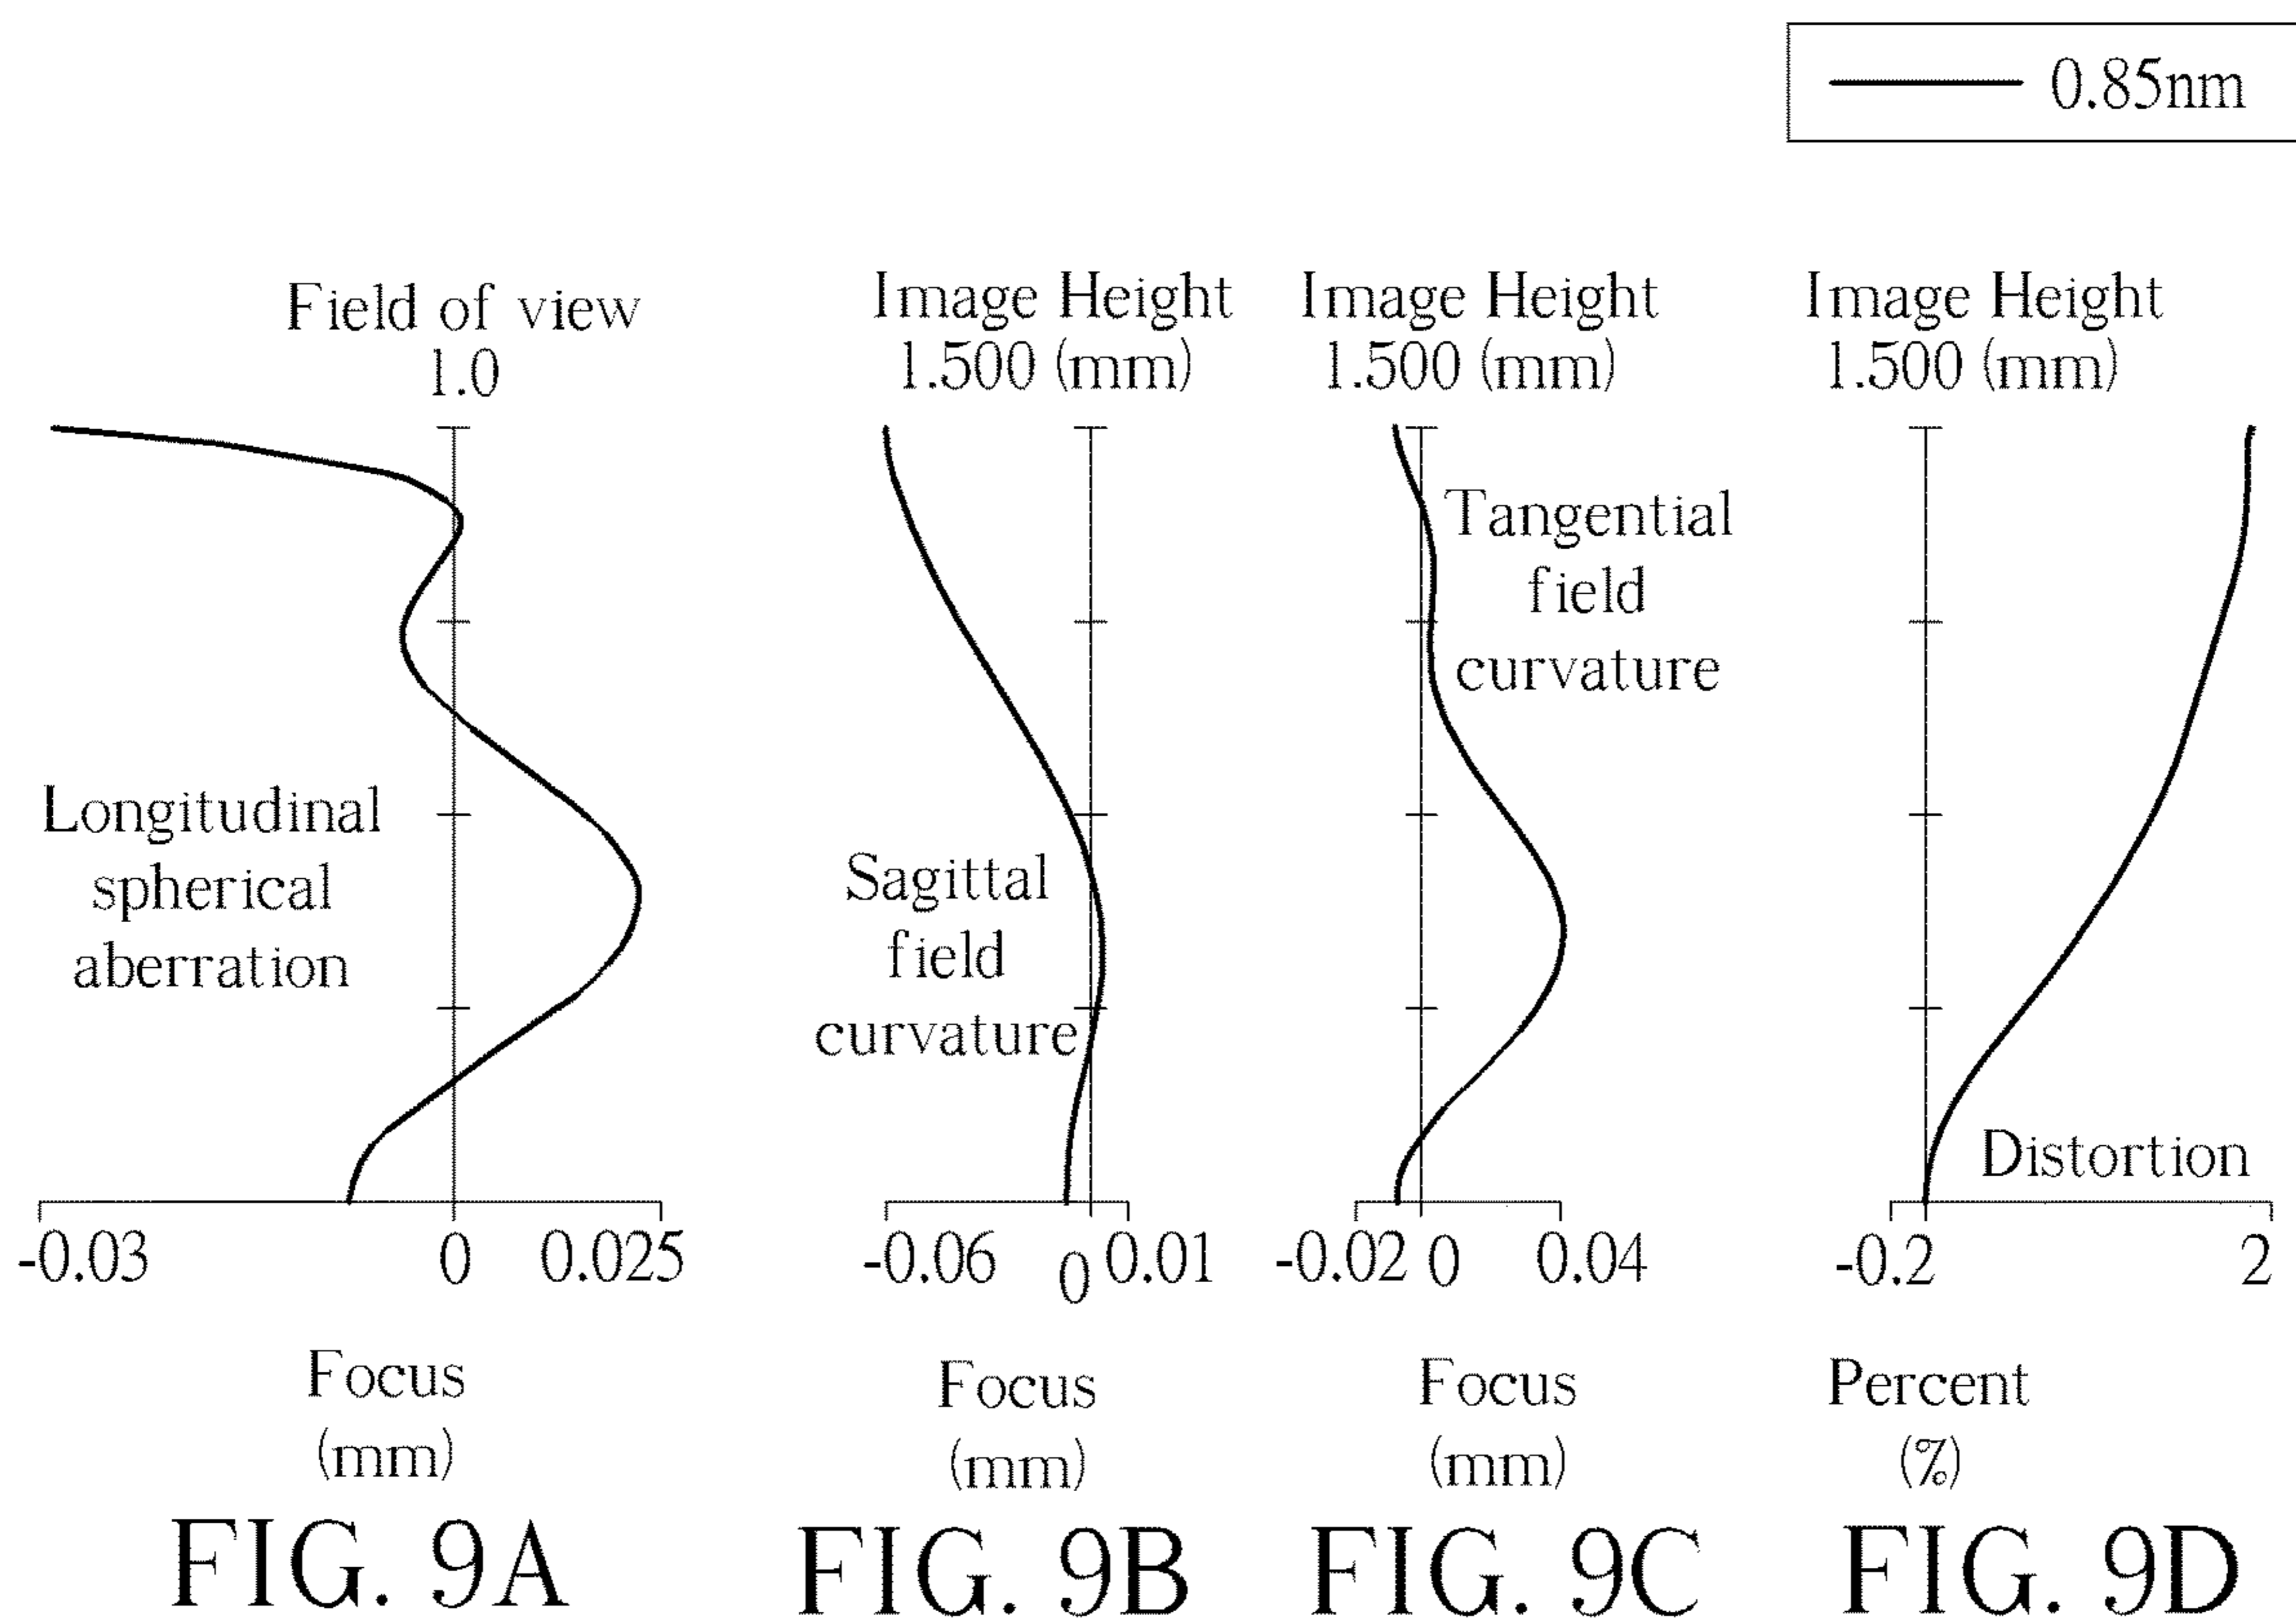 0.85nm
Field of view
1.0
Longitudinal
spherical
aberration
-0.03
0
0.025
Focus
(mm)
FIG. 9A
Image Height
1.500 (mm)
Sagittal
field
curvature
-0.06
0
0.01
Focus
(mm)
FIG. 9B
Image Height
1.500 (mm)
Tangential
field
curvature
-0.02
0
0.04
Focus
(mm)
FIG. 9C
Image Height
1.500 (mm)
Distortion
-0.2
2
Percent
(%)
FIG. 9D